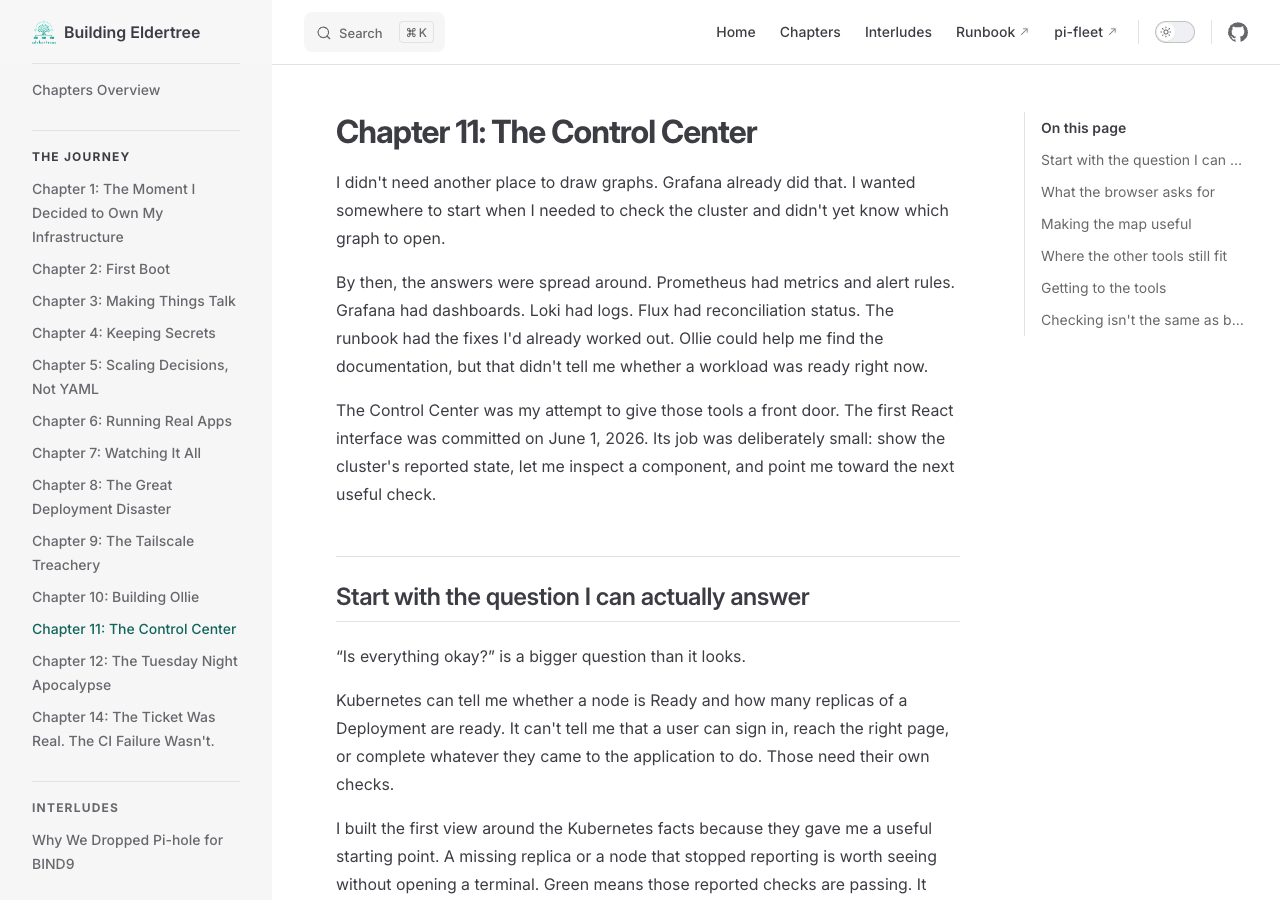 Building Eldertree
Search
⌘ K
Home
Chapters
Interludes
Runbook ↗
pi-fleet ↗
Chapters Overview
THE JOURNEY
Chapter 1: The Moment I
Decided to Own My
Infrastructure
Chapter 2: First Boot
Chapter 3: Making Things Talk
Chapter 4: Keeping Secrets
Chapter 5: Scaling Decisions,
Not YAML
Chapter 6: Running Real Apps
Chapter 7: Watching It All
Chapter 8: The Great
Deployment Disaster
Chapter 9: The Tailscale
Treachery
Chapter 10: Building Ollie
Chapter 11: The Control Center
Chapter 12: The Tuesday Night
Apocalypse
Chapter 14: The Ticket Was
Real. The CI Failure Wasn't.
INTERLUDES
Why We Dropped Pi-hole for
BIND9
Chapter 11: The Control Center
I didn't need another place to draw graphs. Grafana already did that. I wanted
somewhere to start when I needed to check the cluster and didn't yet know which
graph to open.
By then, the answers were spread around. Prometheus had metrics and alert rules.
Grafana had dashboards. Loki had logs. Flux had reconciliation status. The
runbook had the fixes I'd already worked out. Ollie could help me find the
documentation, but that didn't tell me whether a workload was ready right now.
The Control Center was my attempt to give those tools a front door. The first React
interface was committed on June 1, 2026. Its job was deliberately small: show the
cluster's reported state, let me inspect a component, and point me toward the next
useful check.
Start with the question I can actually answer
“Is everything okay?” is a bigger question than it looks.
Kubernetes can tell me whether a node is Ready and how many replicas of a
Deployment are ready. It can't tell me that a user can sign in, reach the right page,
or complete whatever they came to the application to do. Those need their own
checks.
I built the first view around the Kubernetes facts because they gave me a useful
starting point. A missing replica or a node that stopped reporting is worth seeing
without opening a terminal. Green means those reported checks are passing. It
On this page
Start with the question I can ...
What the browser asks for
Making the map useful
Where the other tools still fit
Getting to the tools
Checking isn't the same as b...